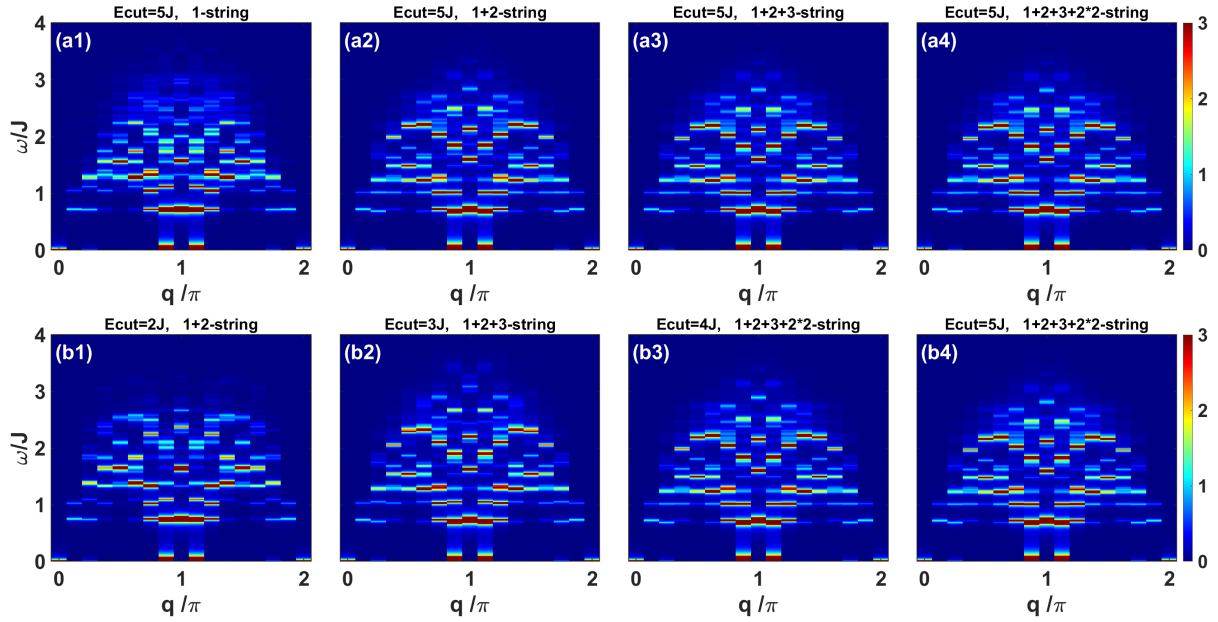 Ecut=5J, 1-string
Ecut=5J, 1+2-string
Ecut=5J, 1+2+3-string
Ecut=5J, 1+2+3+2*2-string
(a1)
(a2)
(a3)
(a4)
4
3
2
1
0
ω/J
0 1 2
0 1 2
0 1 2
0 1 2
q /π
q /π
q /π
q /π
3
2
1
0
Ecut=2J, 1+2-string
Ecut=3J, 1+2+3-string
Ecut=4J, 1+2+3+2*2-string
Ecut=5J, 1+2+3+2*2-string
(b1)
(b2)
(b3)
(b4)
4
3
2
1
0
ω/J
0 1 2
0 1 2
0 1 2
0 1 2
q /π
q /π
q /π
q /π
3
2
1
0